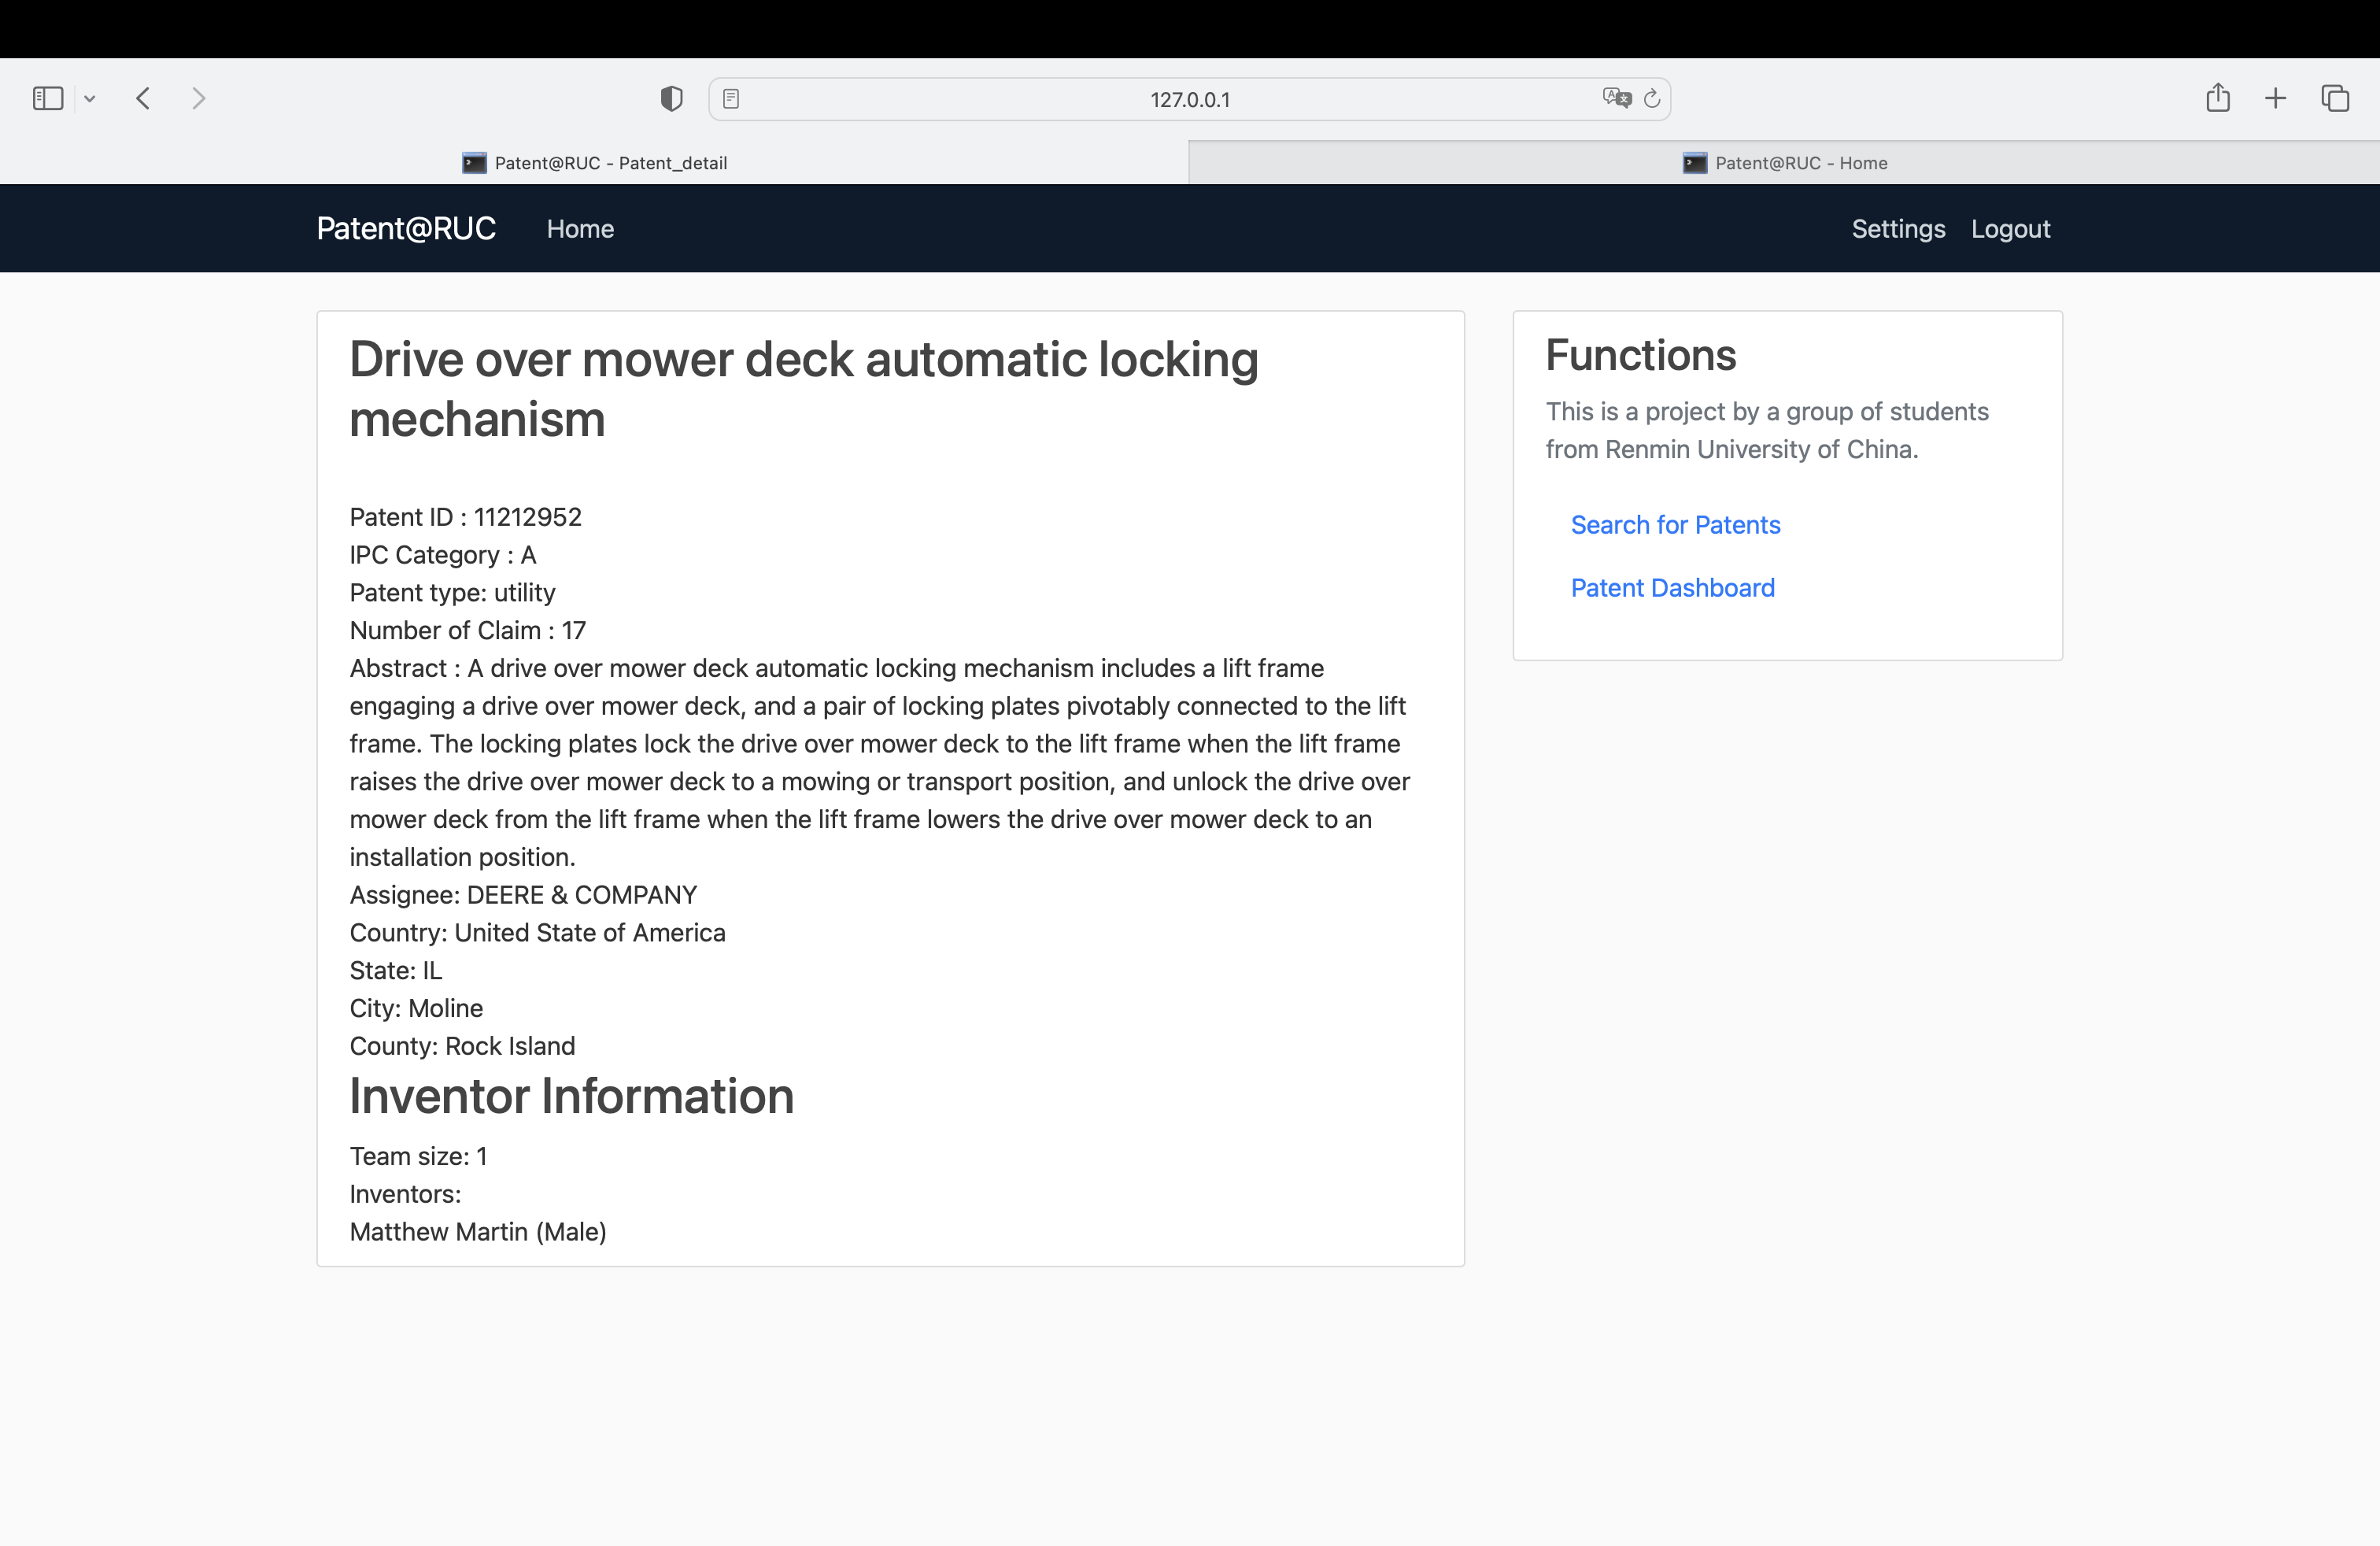 127.0.0.1
Patent@RUC - Patent_detail
Patent@RUC - Home
Patent@RUC
Home
Settings
Logout
Drive over mower deck automatic locking
mechanism
Patent ID : 11212952
IPC Category : A
Patent type: utility
Number of Claim : 17
Abstract : A drive over mower deck automatic locking mechanism includes a lift frame
engaging a drive over mower deck, and a pair of locking plates pivotably connected to the lift
frame. The locking plates lock the drive over mower deck to the lift frame when the lift frame
raises the drive over mower deck to a mowing or transport position, and unlock the drive over
mower deck from the lift frame when the lift frame lowers the drive over mower deck to an
installation position.
Assignee: DEERE & COMPANY
Country: United State of America
State: IL
City: Moline
County: Rock Island
Inventor Information
Team size: 1
Inventors:
Matthew Martin (Male)
Functions
This is a project by a group of students
from Renmin University of China.
Search for Patents
Patent Dashboard